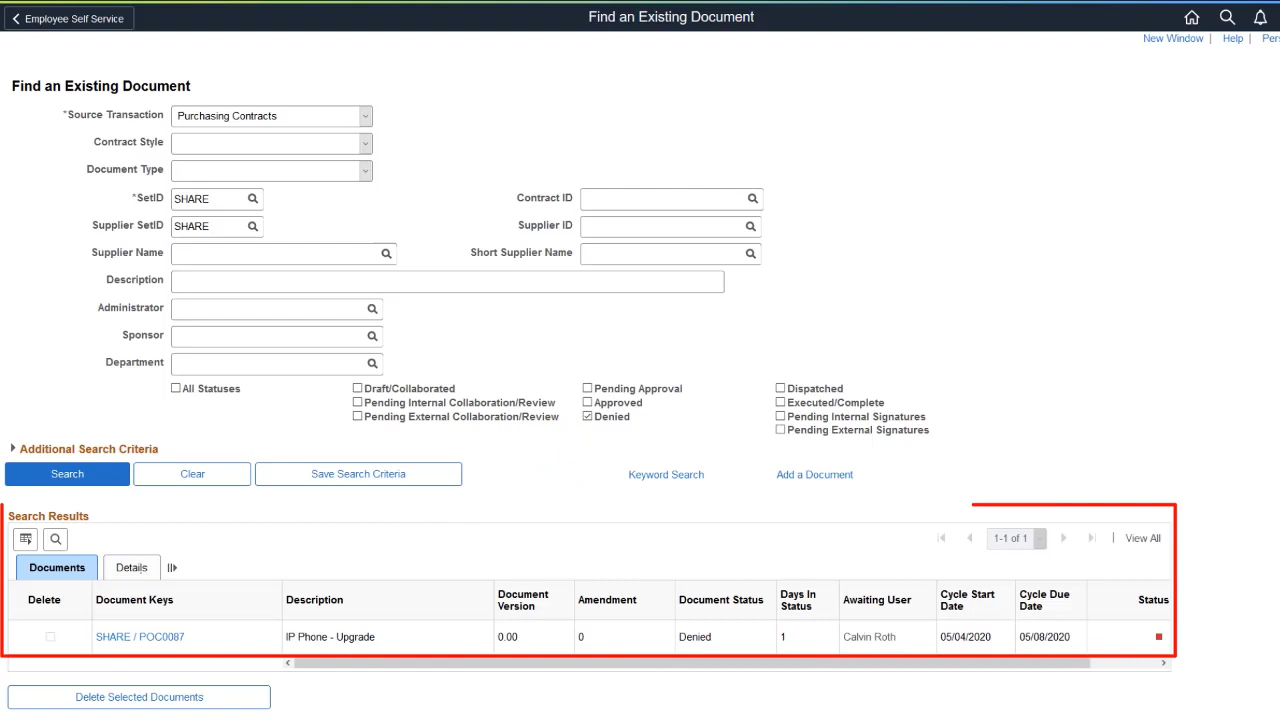 Employee Self Service
Find an Existing Document
New Window | Help | Pers
Find an Existing Document
*Source Transaction Purchasing Contracts
Contract Style
Document Type
*SetID SHARE Contract ID
Supplier SetID SHARE Supplier ID
Supplier Name Short Supplier Name
Description
Administrator
Sponsor
Department
All Statuses Draft/Collaborated Pending Approval Dispatched
Pending Internal Collaboration/Review Approved Executed/Complete
Pending External Collaboration/Review Denied Pending Internal Signatures
Pending External Signatures
Additional Search Criteria
Search Clear Save Search Criteria Keyword Search Add a Document
Search Results
1-1 of 1 | View All
Documents Details
Delete Document Keys Description Document Version Amendment Document Status Days In Status Awaiting User Cycle Start Date Cycle Due Date Status
SHARE / POC0087 IP Phone - Upgrade 0.00 0 Denied 1 Calvin Roth 05/04/2020 05/08/2020
Delete Selected Documents